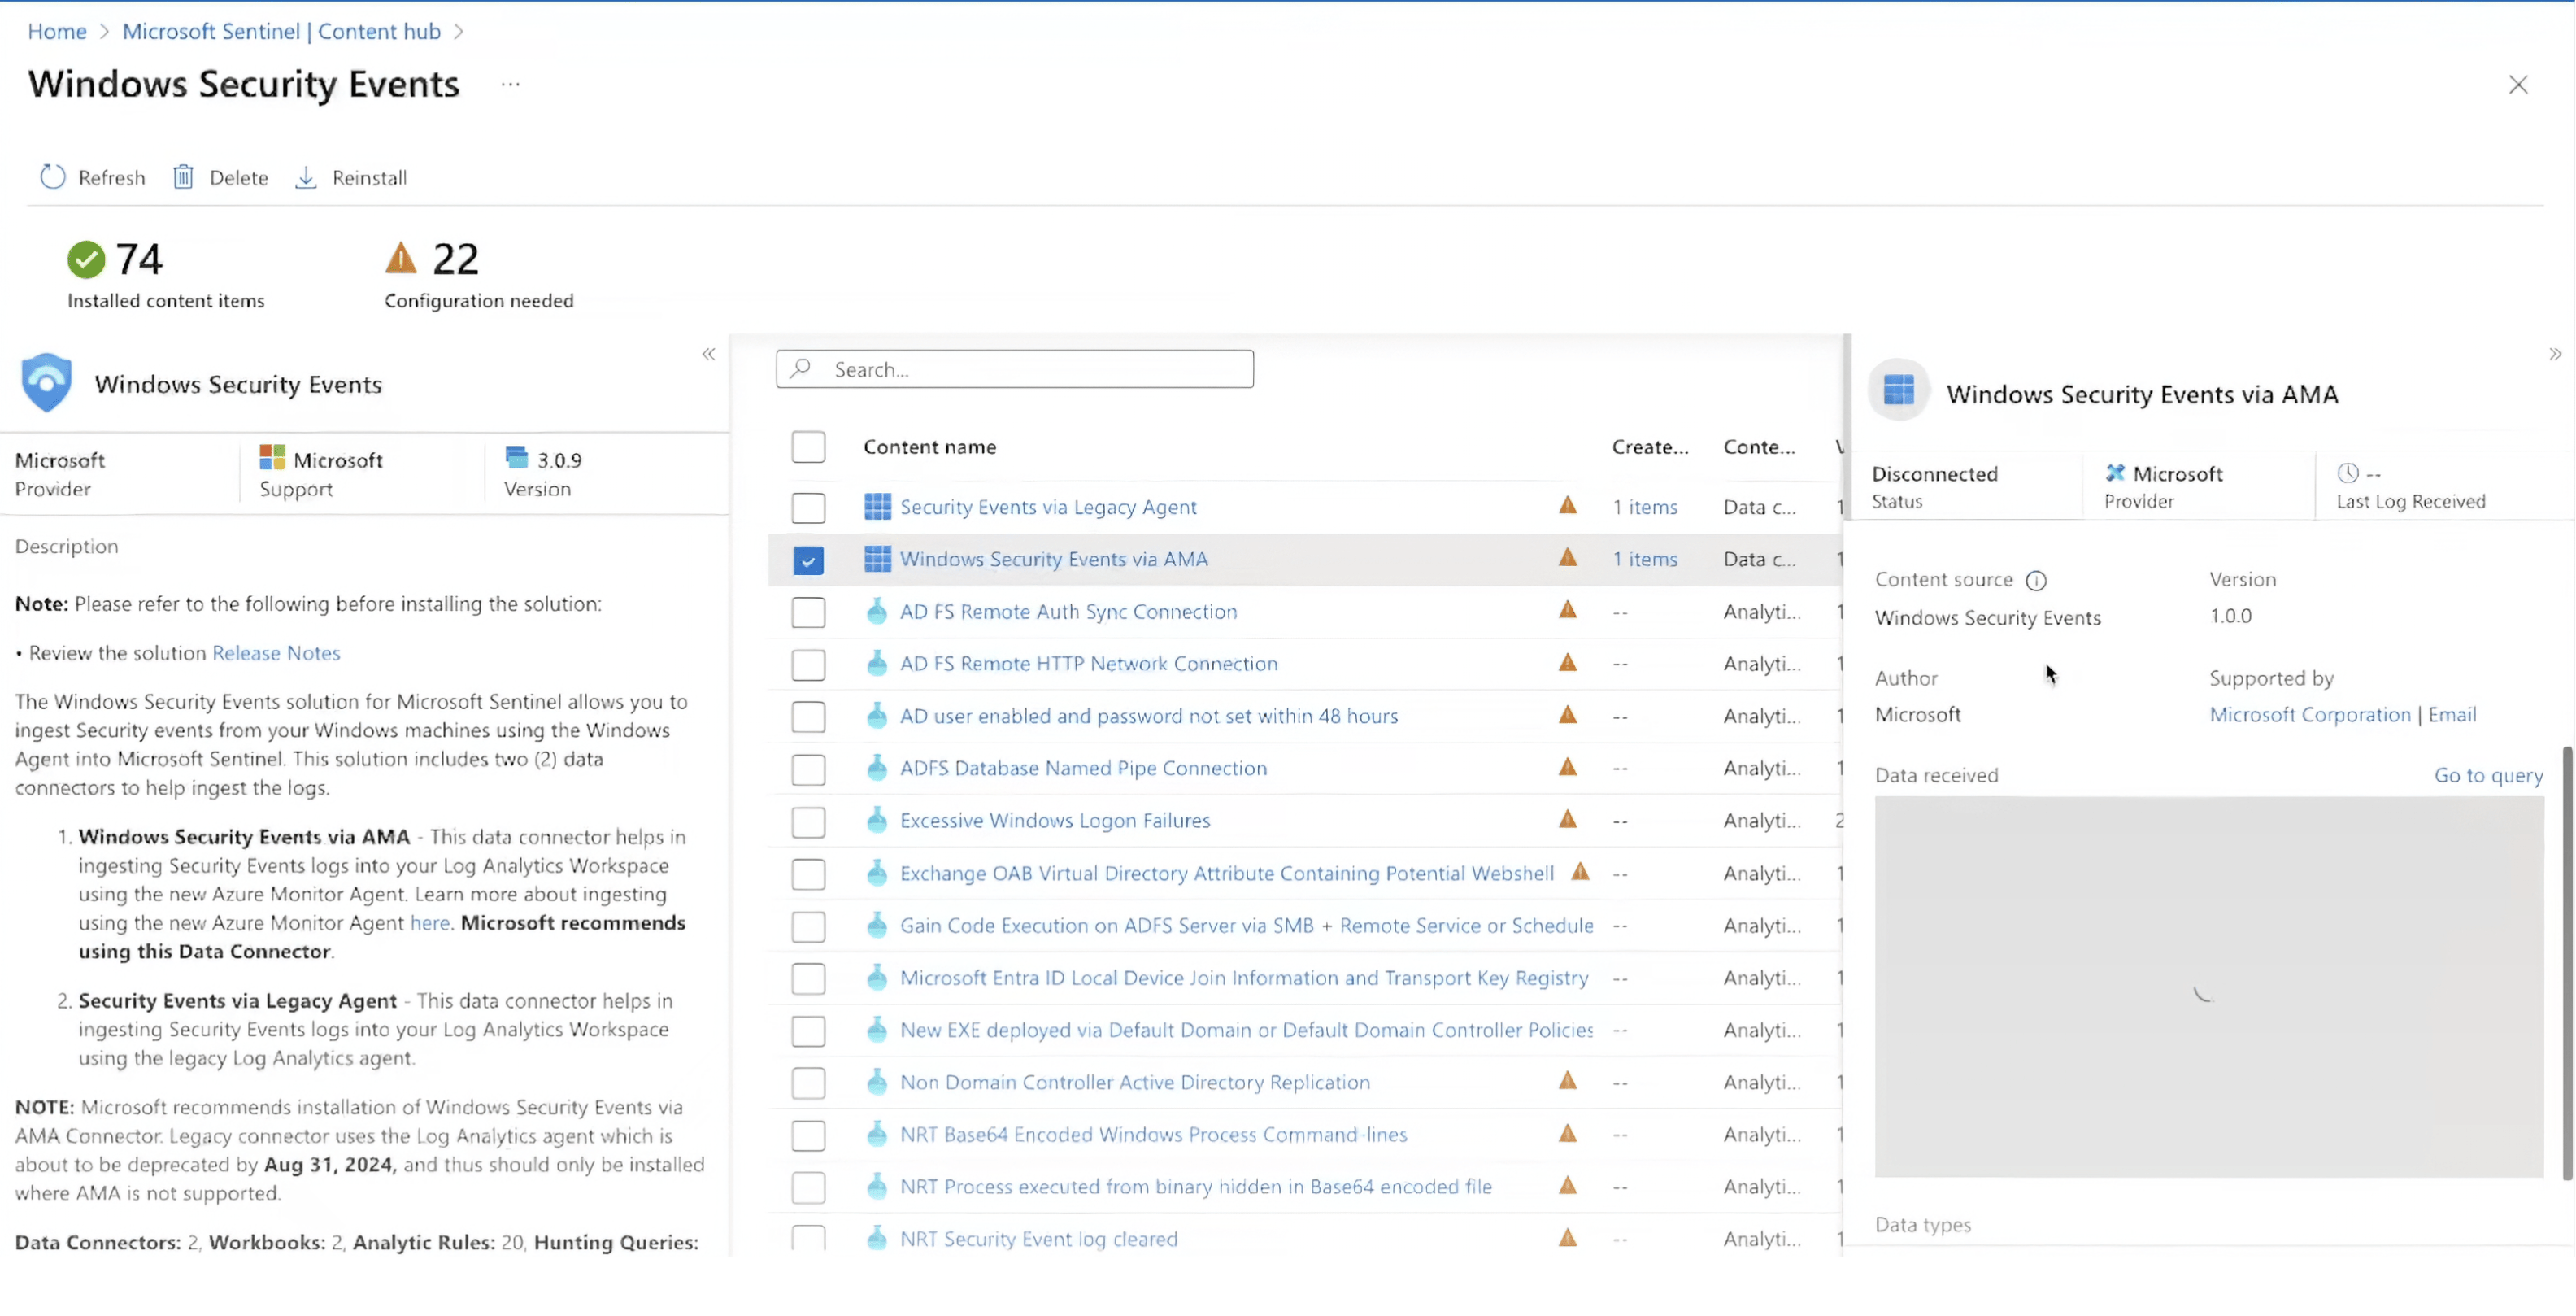 Home > Microsoft Sentinel | Content hub >
Windows Security Events ...
Refresh Delete Reinstall
74
Installed content items
22
Configuration needed
Windows Security Events
Microsoft
Provider
Microsoft
Support
3.0.9
Version
Description
Note: Please refer to the following before installing the solution:
• Review the solution Release Notes
The Windows Security Events solution for Microsoft Sentinel allows you to
ingest Security events from your Windows machines using the Windows
Agent into Microsoft Sentinel. This solution includes two (2) data
connectors to help ingest the logs.
1. Windows Security Events via AMA - This data connector helps in
ingesting Security Events logs into your Log Analytics Workspace
using the new Azure Monitor Agent. Learn more about ingesting
using the new Azure Monitor Agent here. Microsoft recommends
using this Data Connector.
2. Security Events via Legacy Agent - This data connector helps in
ingesting Security Events logs into your Log Analytics Workspace
using the legacy Log Analytics agent.
NOTE: Microsoft recommends installation of Windows Security Events via
AMA Connector. Legacy connector uses the Log Analytics agent which is
about to be deprecated by Aug 31, 2024, and thus should only be installed
where AMA is not supported.
Data Connectors: 2, Workbooks: 2, Analytic Rules: 20, Hunting Queries:
Search...
Content name Create... Conte...
Security Events via Legacy Agent 1 items Data c... 1
Windows Security Events via AMA 1 items Data c... 1
AD FS Remote Auth Sync Connection -- Analyti... 1
AD FS Remote HTTP Network Connection -- Analyti... 1
AD user enabled and password not set within 48 hours -- Analyti... 1
ADFS Database Named Pipe Connection -- Analyti... 1
Excessive Windows Logon Failures -- Analyti... 2
Exchange OAB Virtual Directory Attribute Containing Potential Webshell -- Analyti... 1
Gain Code Execution on ADFS Server via SMB + Remote Service or Schedule -- Analyti... 1
Microsoft Entra ID Local Device Join Information and Transport Key Registry -- Analyti... 1
New EXE deployed via Default Domain or Default Domain Controller Policies -- Analyti... 1
Non Domain Controller Active Directory Replication -- Analyti... 1
NRT Base64 Encoded Windows Process Command-lines -- Analyti... 1
NRT Process executed from binary hidden in Base64 encoded file -- Analyti... 1
NRT Security Event log cleared -- Analyti... 1
Windows Security Events via AMA
Disconnected
Status
Microsoft
Provider
--
Last Log Received
Content source
Windows Security Events
Version
1.0.0
Author
Microsoft
Supported by
Microsoft Corporation | Email
Data received Go to query
Data types